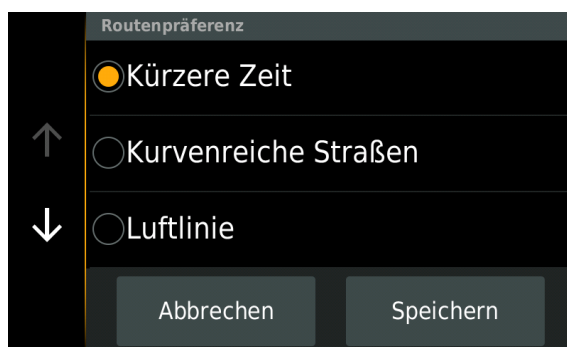 Routenpräferenz
Kürzere Zeit
Kurvenreiche Straßen
Luftlinie
Abbrechen
Speichern